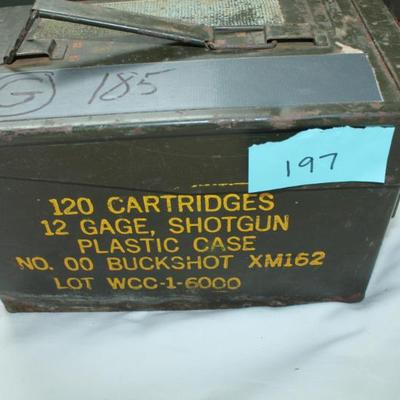 G 185
197
120 CARTRIDGES
12 GAGE, SHOTGUN
PLASTIC CASE
NO. 00 BUCKSHOT XM162
LOT WCC-1-6000